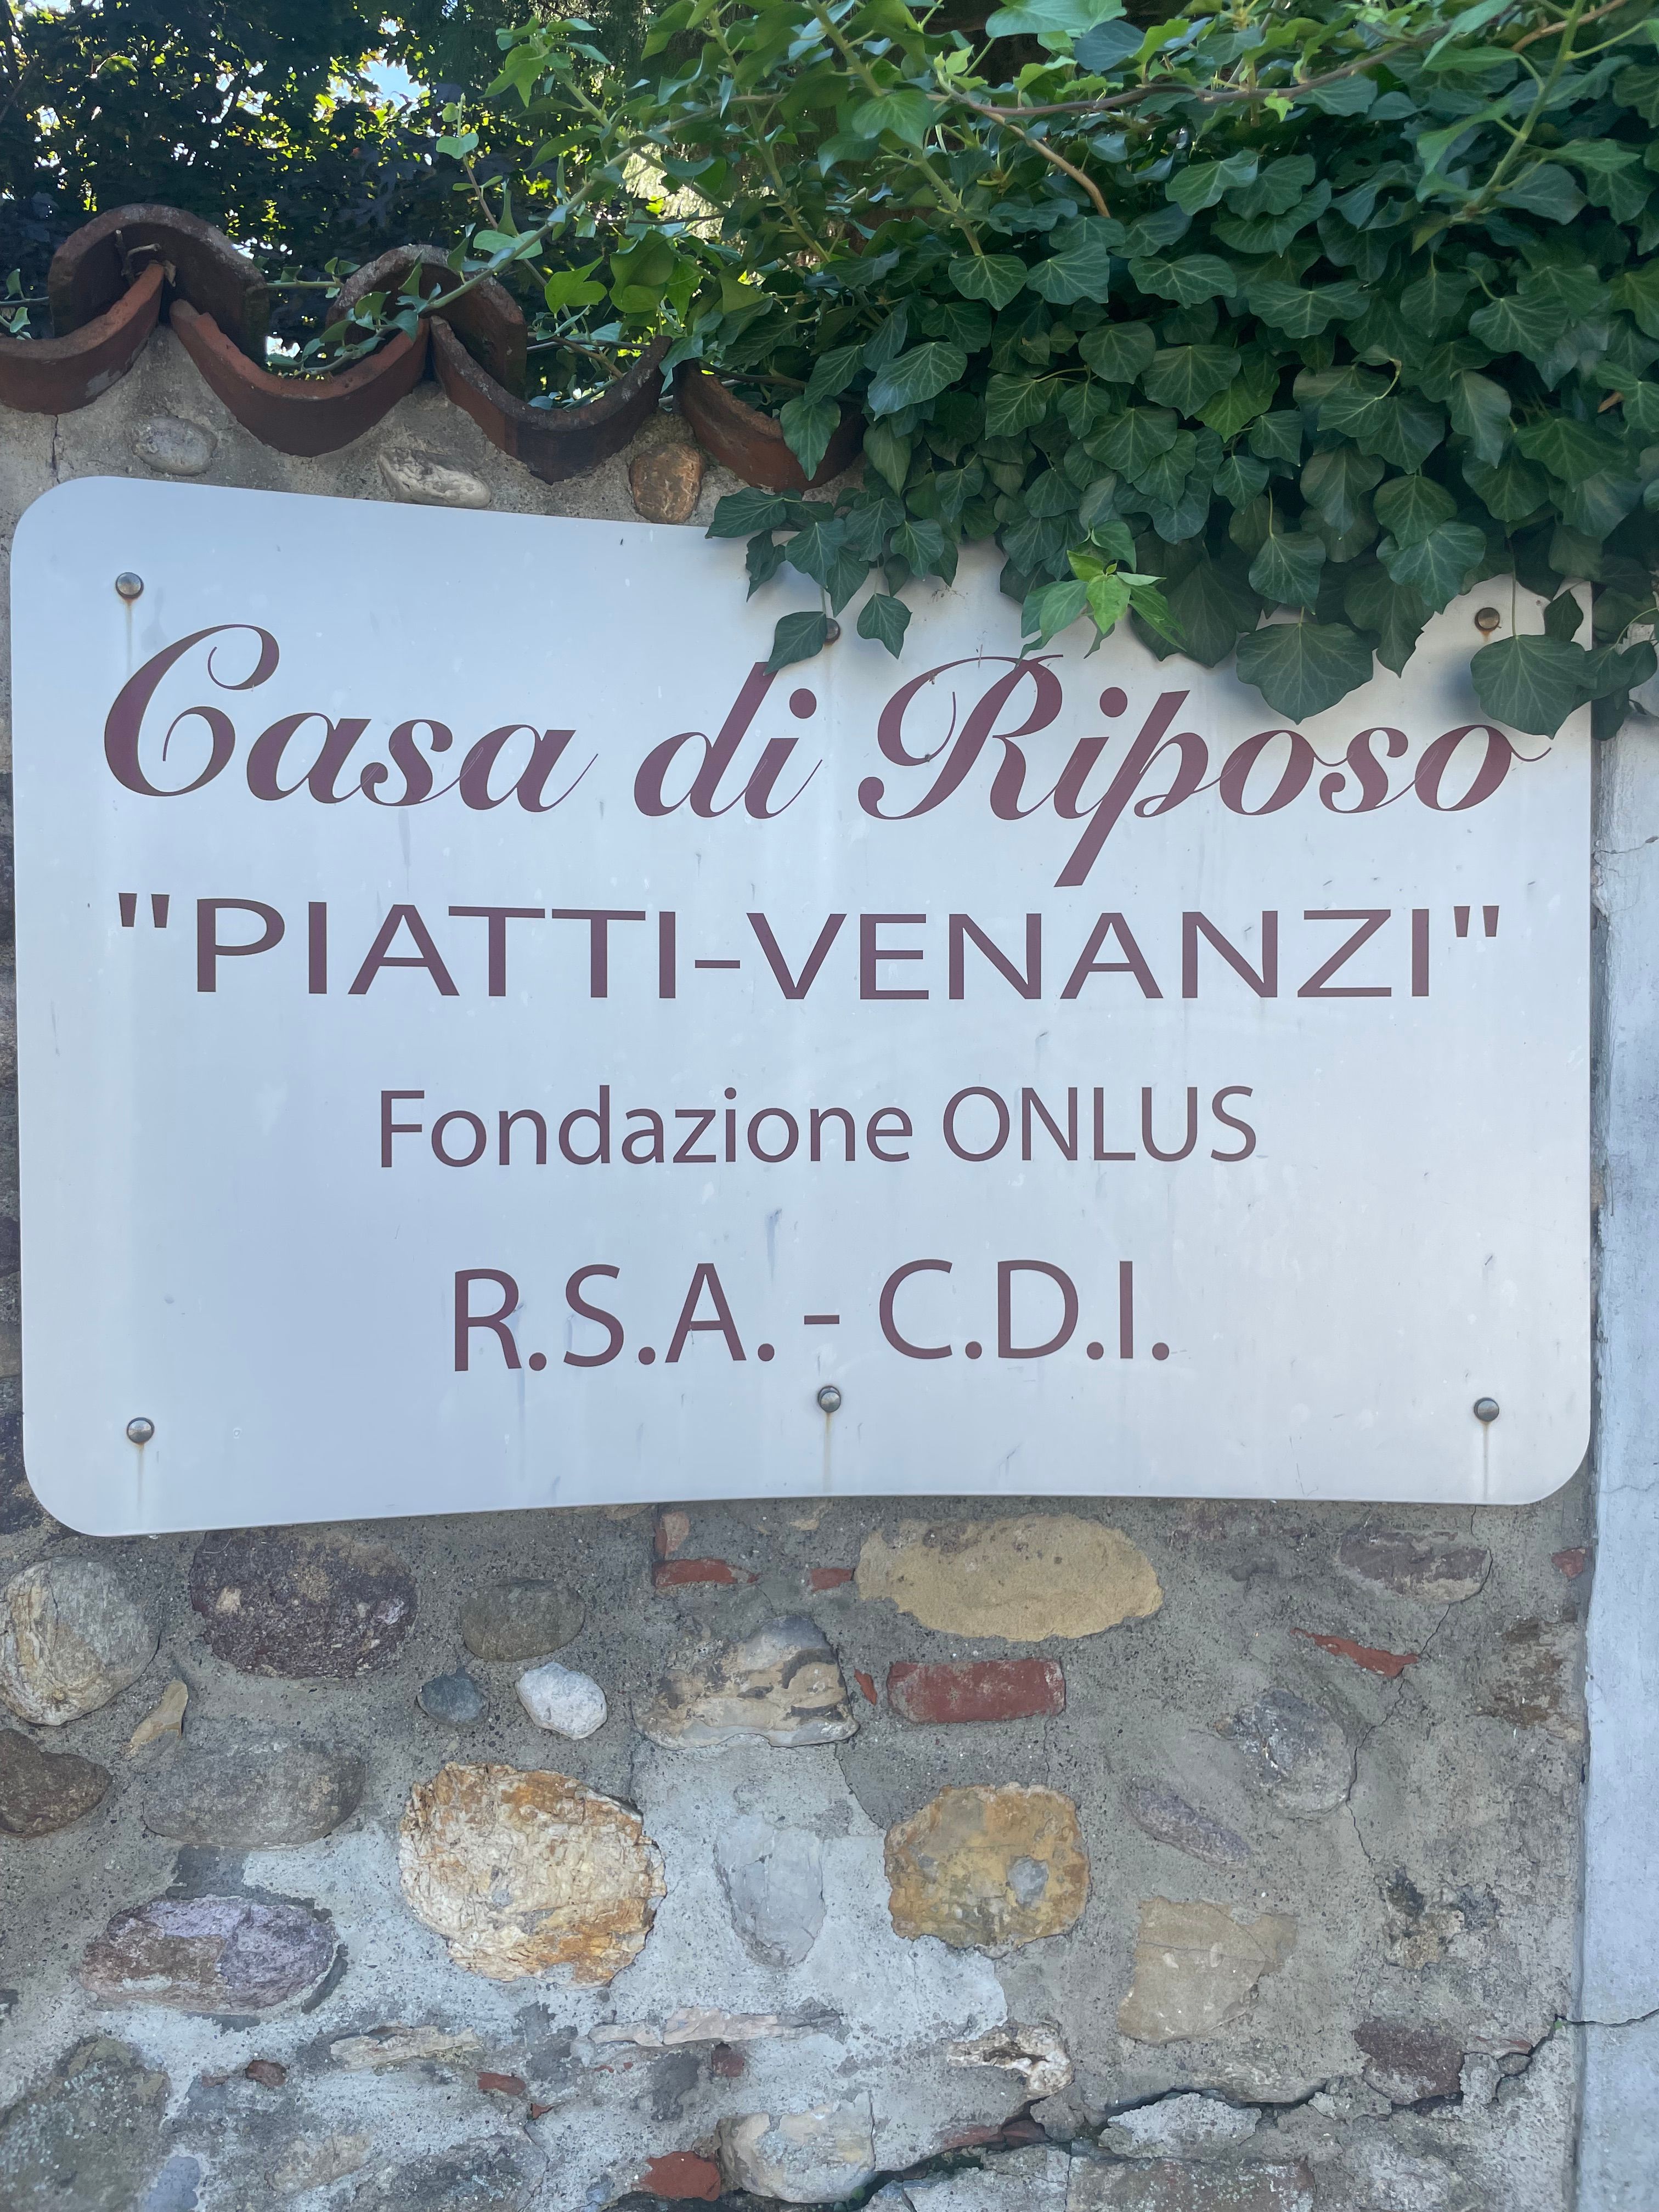 Casa di Riposo
"PIATTI-VENANZI"
Fondazione ONLUS
R.S.A. - C.D.I.